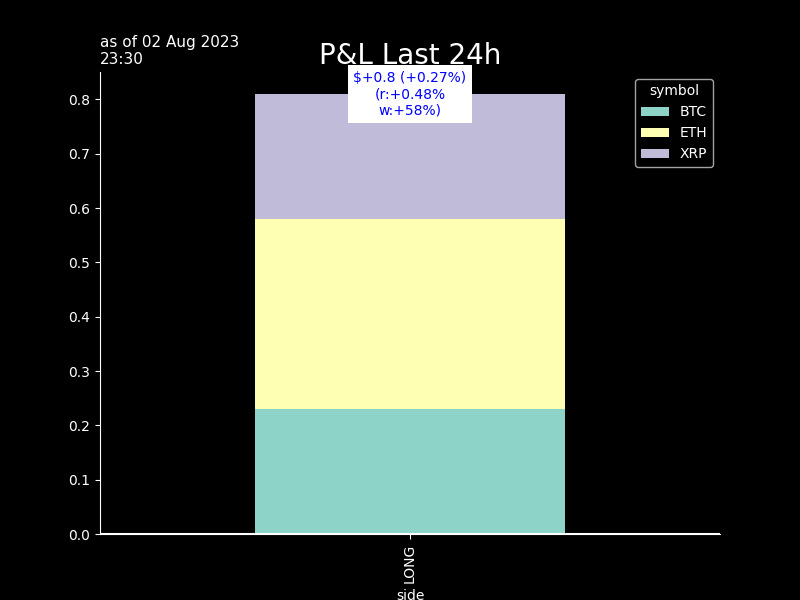 as of 02 Aug 2023
23:30
P&L Last 24h
$+0.8 (+0.27%)
(r:+0.48%
w:+58%)
symbol
BTC
ETH
XRP
0.8
0.7
0.6
0.5
0.4
0.3
0.2
0.1
0.0
LONG
side